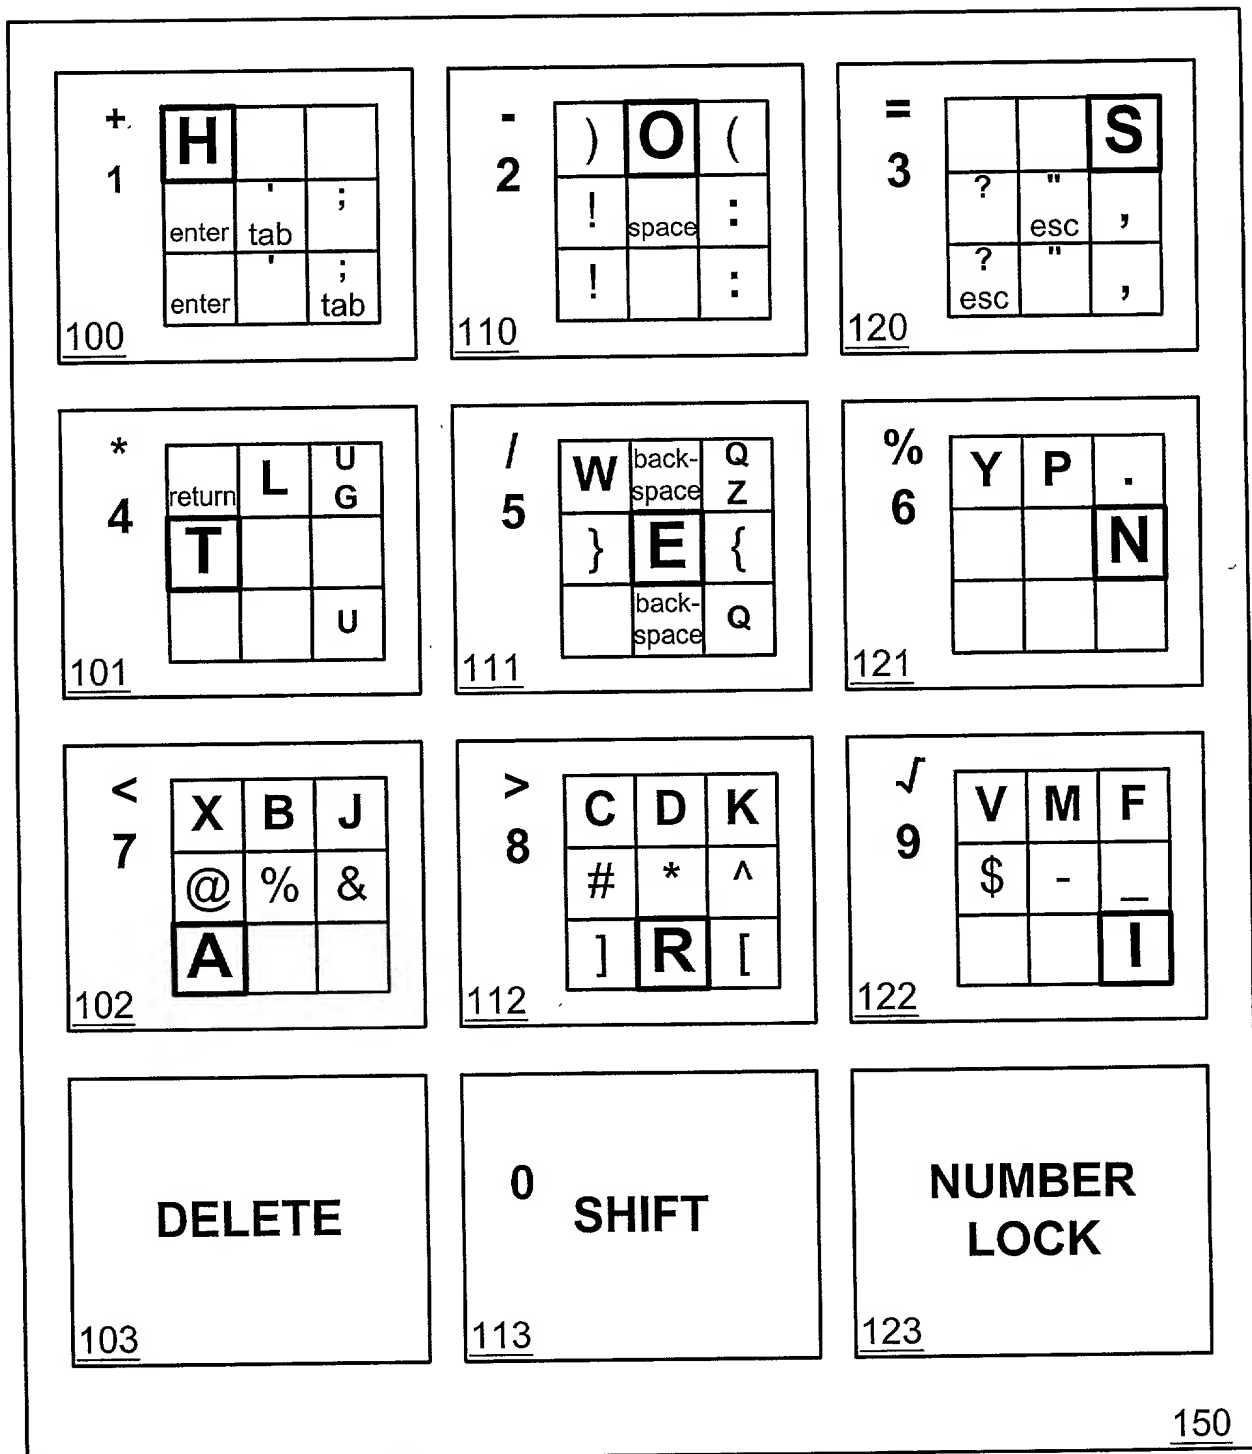 + H
1 ' ;
enter tab
' ;
enter tab
100
- ) O (
2 ! space :
! :
110
= S
3 ? " ,
esc
? " ,
esc
120
* return L U
G
4 T
U
101
/ W back-
space Q
Z
5 } E {
back-
space Q
111
% Y P .
6 N
121
< X B J
7 @ % &
A
102
> C D K
8 # * ^
] R [
112
√ V M F
9 $ - _
I
122
DELETE
103
0 SHIFT
113
NUMBER
LOCK
123
150